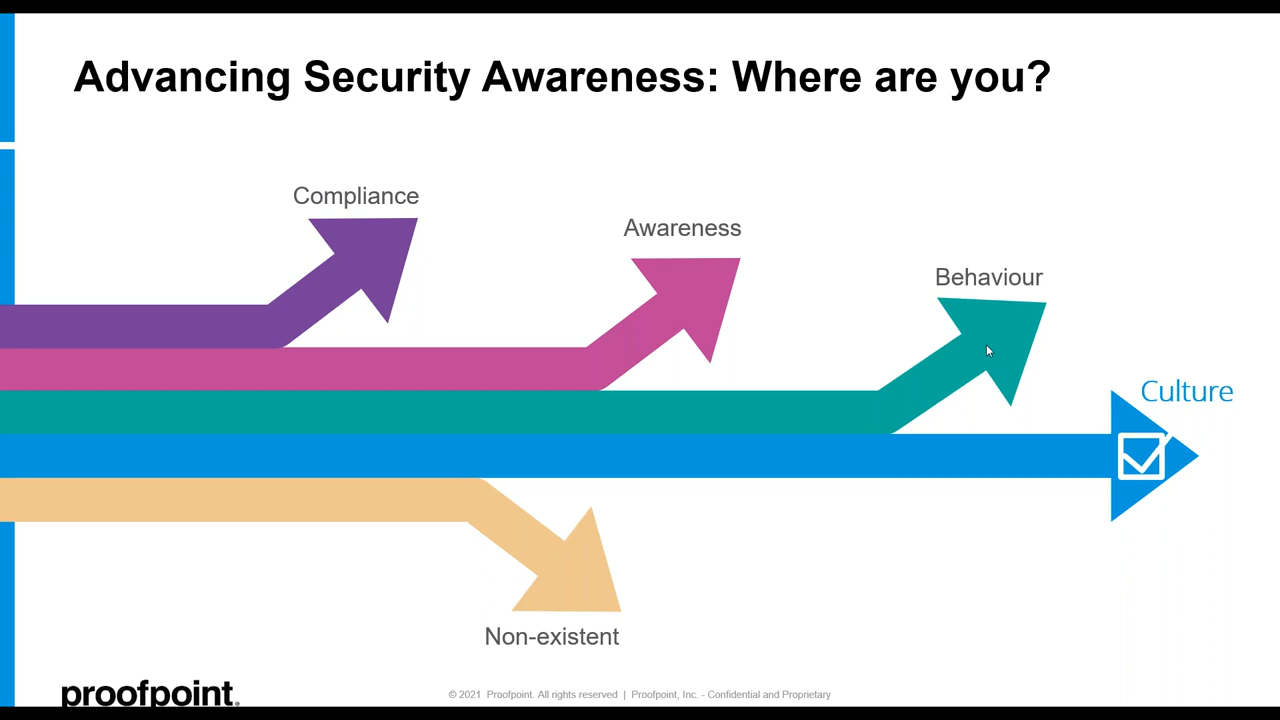 Advancing Security Awareness: Where are you?
Compliance
Awareness
Behaviour
Culture
Non-existent
proofpoint.
© 2021 Proofpoint. All rights reserved | Proofpoint, Inc. - Confidential and Proprietary